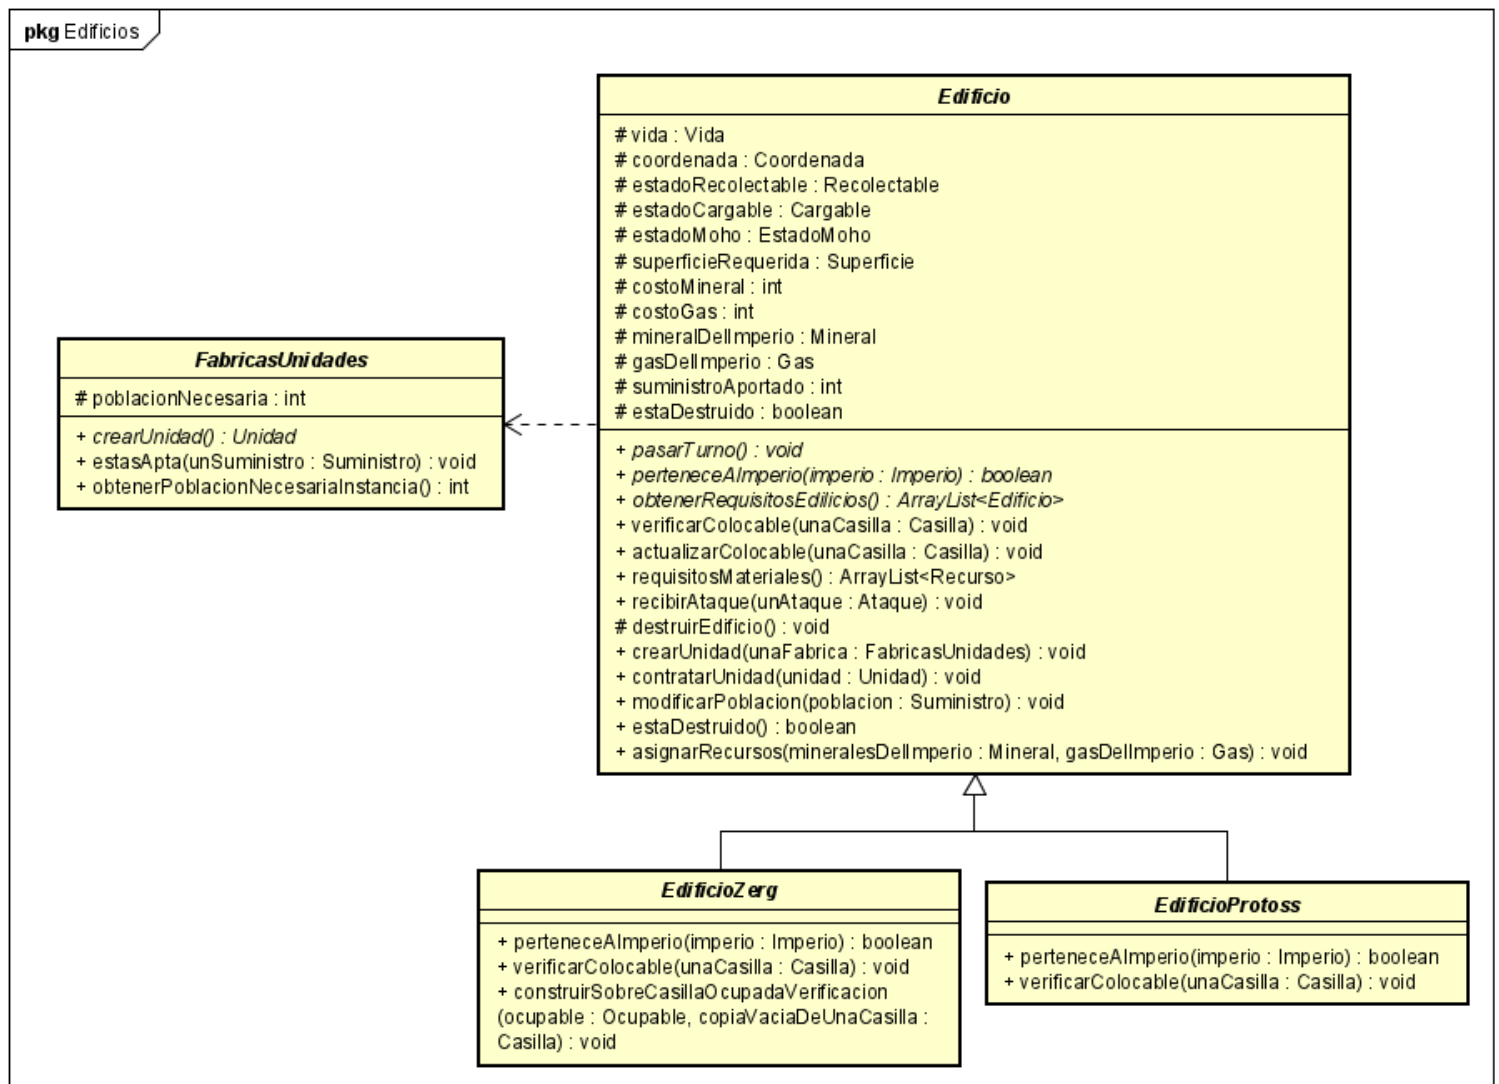 pkg Edificios
Edificio
# vida : Vida
# coordenada : Coordenada
# estadoRecolectable : Recolectable
# estadoCargable : Cargable
# estadoMoho : EstadoMoho
# superficieRequerida : Superficie
# costoMineral : int
# costoGas : int
# mineralDelImperio : Mineral
# gasDelImperio : Gas
# suministroAportado : int
# estaDestruido : boolean
+ pasarTurno() : void
+ perteneceAImperio(imperio : Imperio) : boolean
+ obtenerRequisitosEdilicios() : ArrayList<Edificio>
+ verificarColocable(unaCasilla : Casilla) : void
+ actualizarColocable(unaCasilla : Casilla) : void
+ requisitosMateriales() : ArrayList<Recurso>
+ recibirAtaque(unAtaque : Ataque) : void
# destruirEdificio() : void
+ crearUnidad(unaFabrica : FabricasUnidades) : void
+ contratarUnidad(unidad : Unidad) : void
+ modificarPoblacion(poblacion : Suministro) : void
+ estaDestruido() : boolean
+ asignarRecursos(mineralesDelImperio : Mineral, gasDelImperio : Gas) : void
FabricasUnidades
# poblacionNecesaria : int
+ crearUnidad() : Unidad
+ estasApta(unSuministro : Suministro) : void
+ obtenerPoblacionNecesariaInstancia() : int
EdificioZerg
+ perteneceAImperio(imperio : Imperio) : boolean
+ verificarColocable(unaCasilla : Casilla) : void
+ construirSobreCasillaOcupadaVerificacion
(ocupable : Ocupable, copiaVaciaDeUnaCasilla :
Casilla) : void
EdificioProtoss
+ perteneceAImperio(imperio : Imperio) : boolean
+ verificarColocable(unaCasilla : Casilla) : void